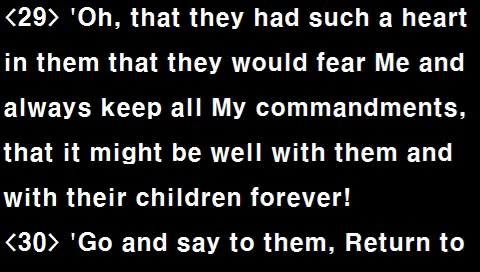 <29> 'Oh, that they had such a heart
in them that they would fear Me and
always keep all My commandments,
that it might be well with them and
with their children forever!
<30> 'Go and say to them, Return to